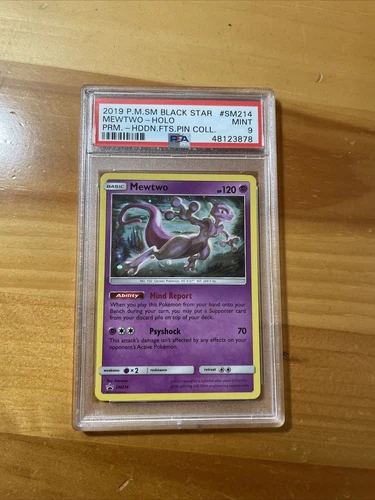 2019 P.M.SM BLACK STAR #SM214
MEWTWO-HOLO MINT
PRM.-HDDN.FTS.PIN COLL. 9
PSA 48123878
BASIC Mewtwo HP120
Ability Mind Report
When you play this Pokémon from your hand onto your
Bench during your turn, you may put a Supporter card
from your discard pile on top of your deck.
Psyshock 70
This attack's damage isn't affected by any effects on your
opponent's Active Pokémon.
weakness ×2 resistance retreat
SM214